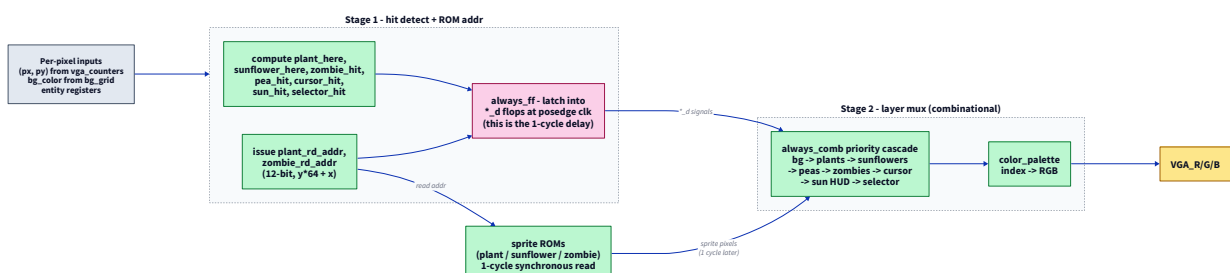 Stage 1 - hit detect + ROM addr
Per-pixel inputs
(px, py) from vga_counters
bg_color from bg_grid
entity registers
compute plant_here,
sunflower_here, zombie_hit,
pea_hit, cursor_hit,
sun_hit, selector_hit
issue plant_rd_addr,
zombie_rd_addr
(12-bit, y*64 + x)
always_ff - latch into
*_d flops at posedge clk
(this is the 1-cycle delay)
read addr
sprite ROMs
(plant / sunflower / zombie)
1-cycle synchronous read
*_d signals
sprite pixels
(1 cycle later)
Stage 2 - layer mux (combinational)
always_comb priority cascade
bg -> plants -> sunflowers
-> peas -> zombies -> cursor
-> sun HUD -> selector
color_palette
index -> RGB
VGA_R/G/B